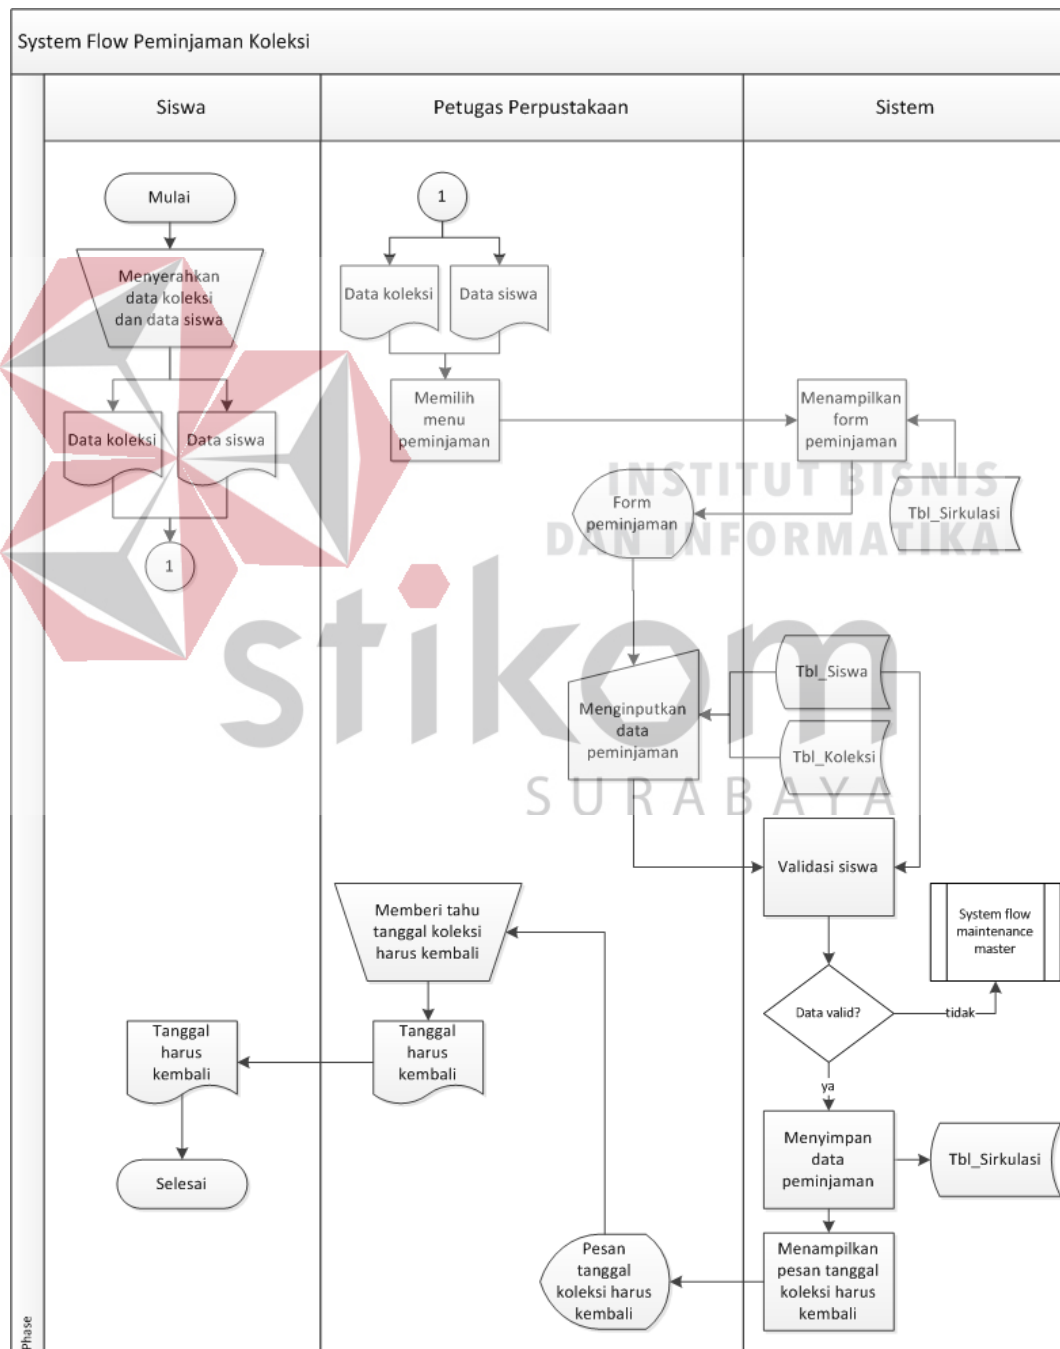 System Flow Peminjaman Koleksi
Siswa
Petugas Perpustakaan
Sistem
Mulai
Menyerahkan
data koleksi
dan data siswa
Data koleksi
Data siswa
1
1
Data koleksi
Data siswa
Memilih
menu
peminjaman
Menampilkan
form
peminjaman
Tbl_Sirkulasi
Form
peminjaman
INSTITUT BISNIS
DAN INFORMATIKA
stikom
SURABAYA
Menginputkan
data
peminjaman
Tbl_Siswa
Tbl_Koleksi
Validasi siswa
Data valid?
tidak
System flow
maintenance
master
ya
Menyimpan
data
peminjaman
Tbl_Sirkulasi
Menampilkan
pesan tanggal
koleksi harus
kembali
Pesan
tanggal
koleksi harus
kembali
Memberi tahu
tanggal koleksi
harus kembali
Tanggal
harus
kembali
Tanggal
harus
kembali
Selesai
Phase